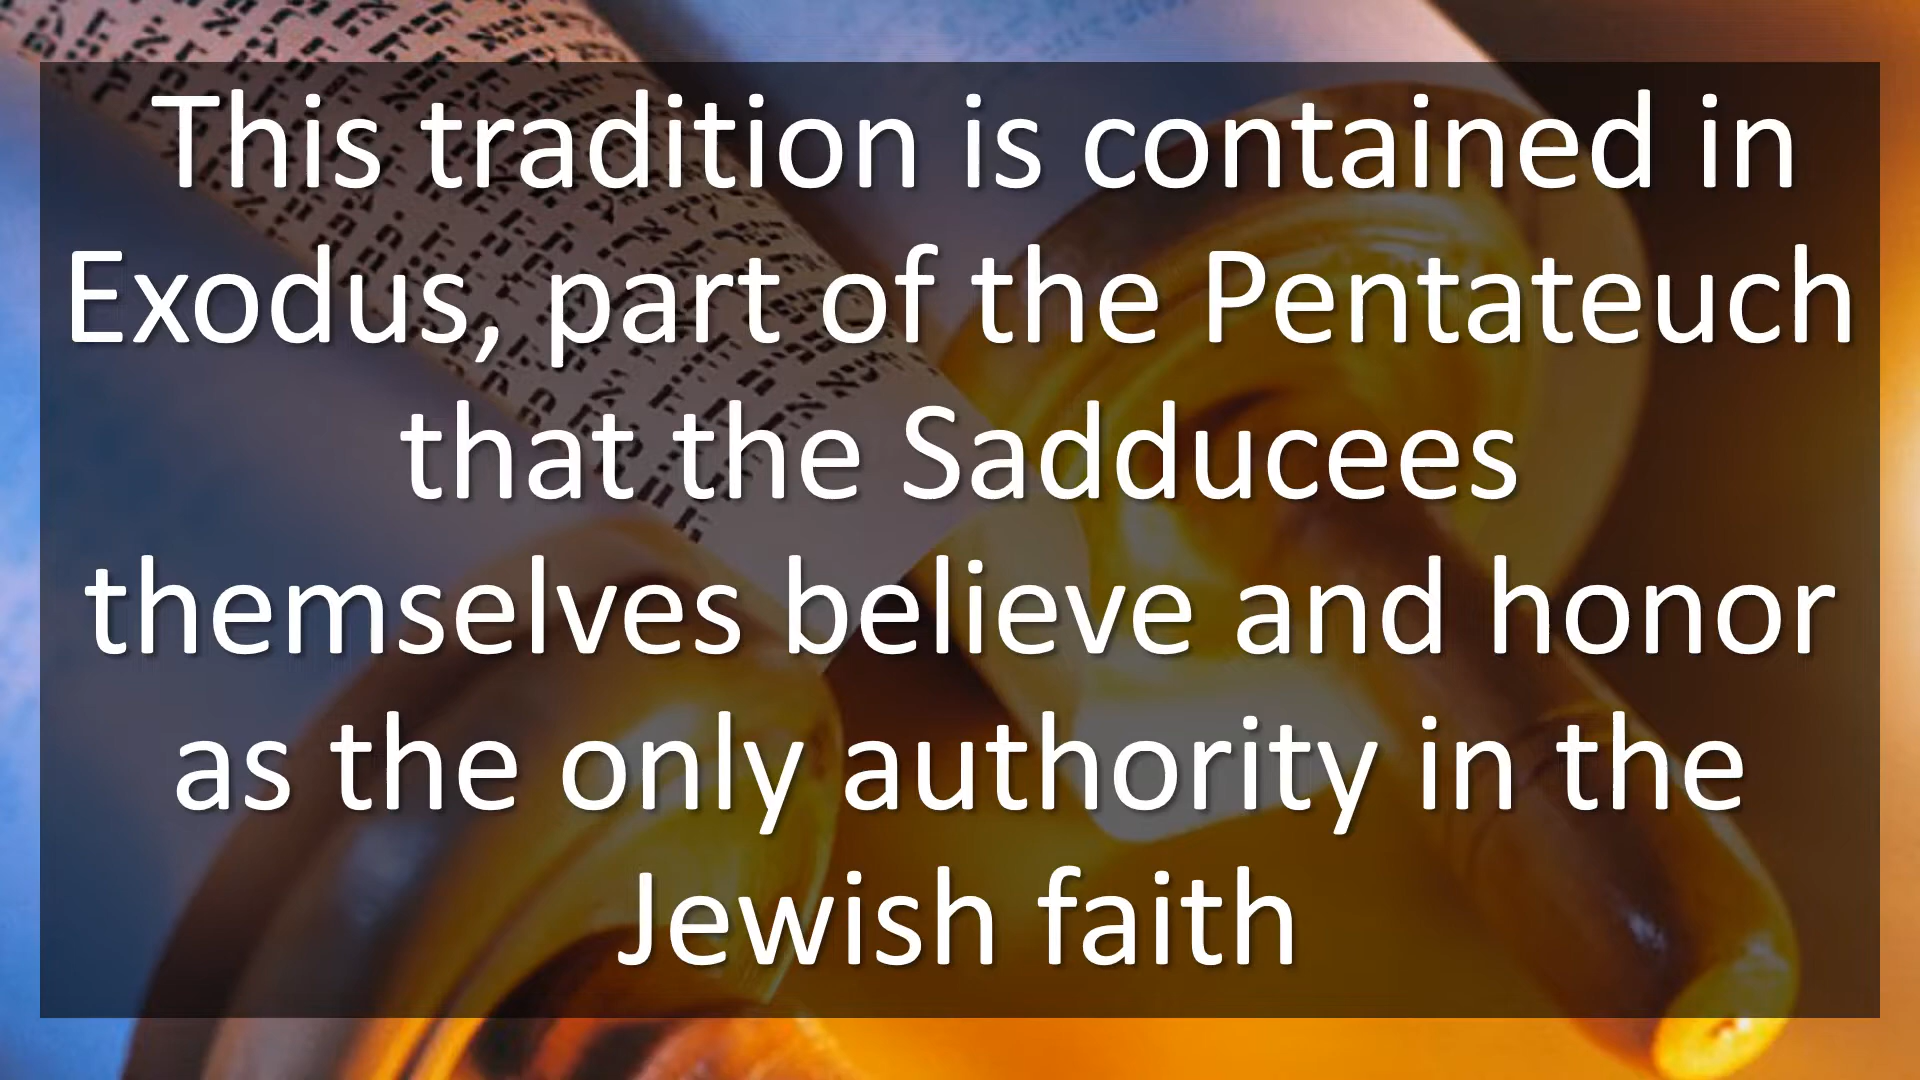 This tradition is contained in
Exodus, part of the Pentateuch
that the Sadducees
themselves believe and honor
as the only authority in the
Jewish faith